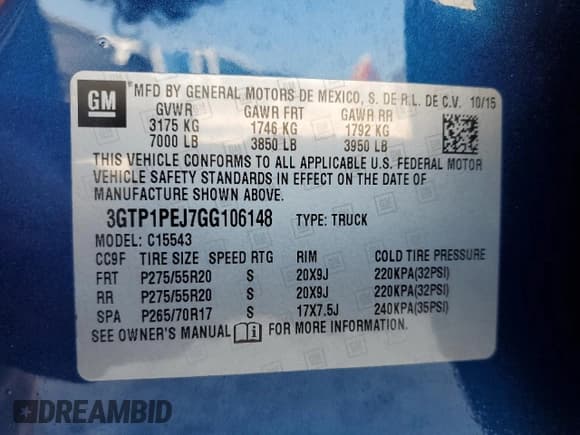 GM
®MFD BY GENERAL MOTORS DE MEXICO, S. DE R.L. DE C.V. 10/15
GVWR GAWR FRT GAWR RR
3175 KG 1746 KG 1792 KG
7000 LB 3850 LB 3950 LB
THIS VEHICLE CONFORMS TO ALL APPLICABLE U.S. FEDERAL MOTOR
VEHICLE SAFETY STANDARDS IN EFFECT ON THE DATE OF
MANUFACTURE SHOWN ABOVE.
3GTP1PEJ7GG106148 TYPE: TRUCK
MODEL: C15543
CC9F TIRE SIZE SPEED RTG RIM COLD TIRE PRESSURE
FRT P275/55R20 S 20X9J 220KPA(32PSI)
RR P275/55R20 S 20X9J 220KPA(32PSI)
SPA P265/70R17 S 17X7.5J 240KPA(35PSI)
SEE OWNER'S MANUAL i FOR MORE INFORMATION.
DREAMBID